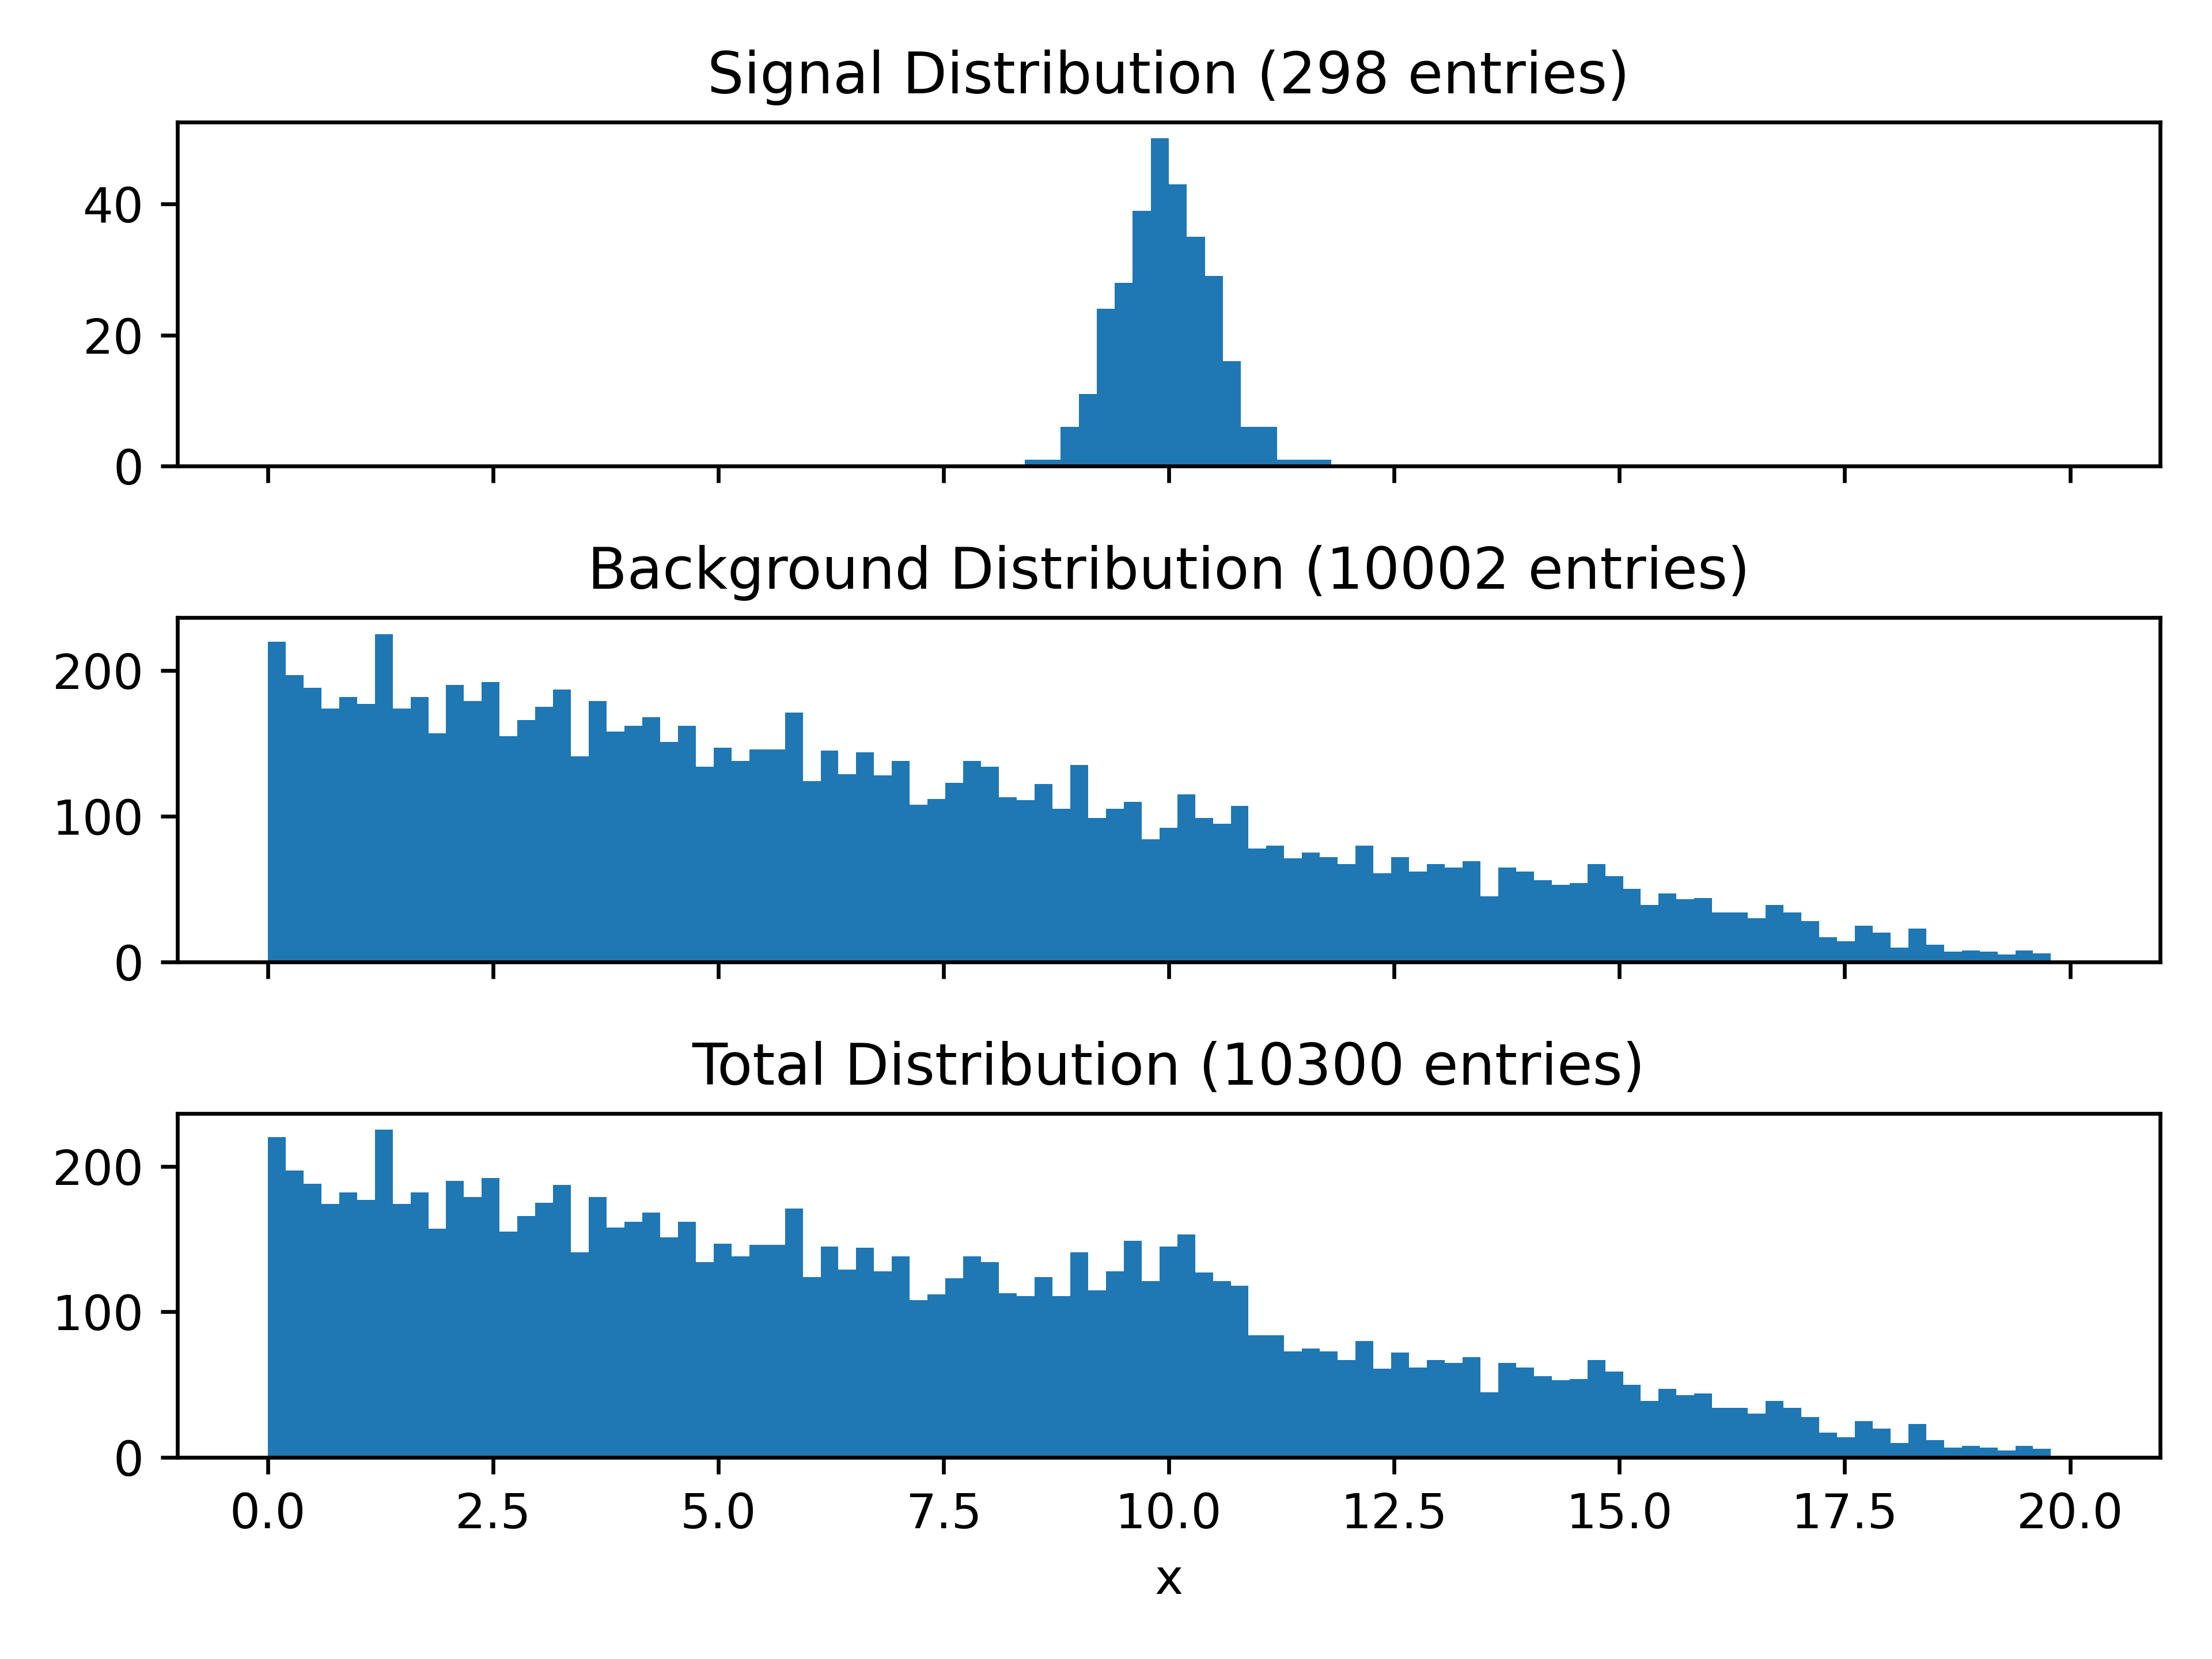 Signal Distribution (298 entries)
40
20
0
Background Distribution (10002 entries)
200
100
0
Total Distribution (10300 entries)
200
100
0
0.0 2.5 5.0 7.5 10.0 12.5 15.0 17.5 20.0
x